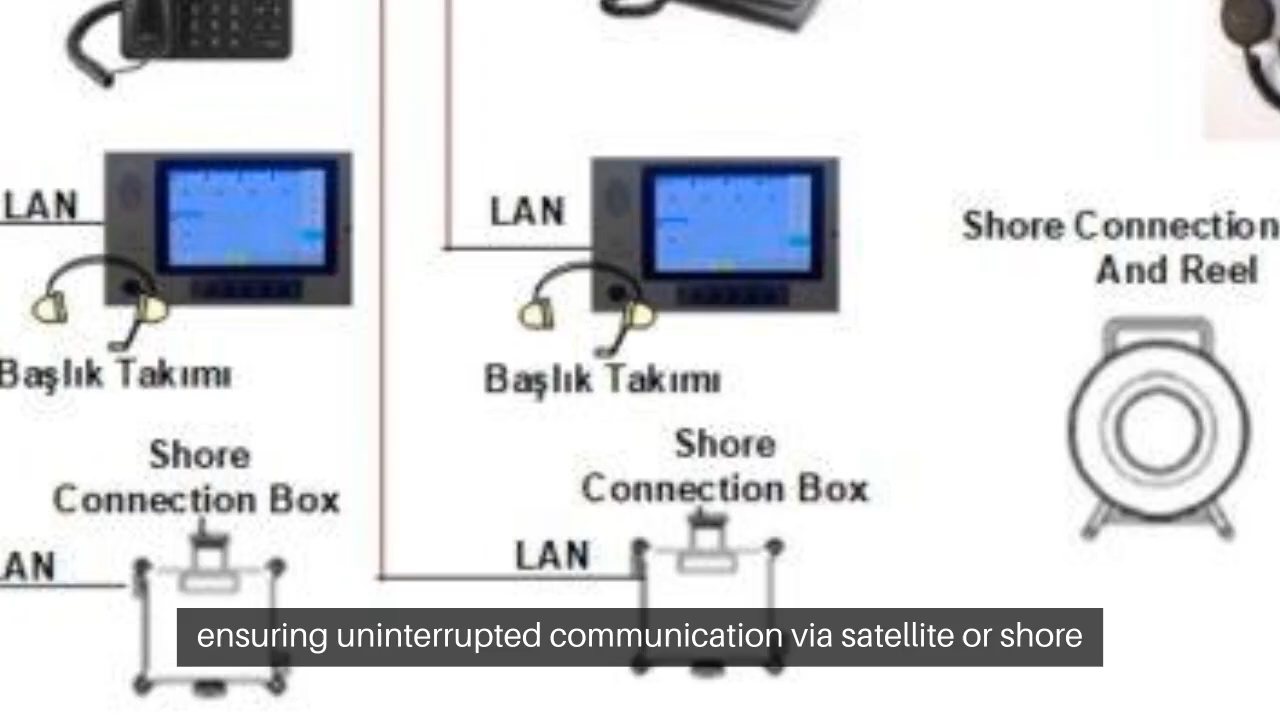 LAN
LAN
Shore Connection
And Reel
Başlık Takımı
Başlık Takımı
Shore
Connection Box
Shore
Connection Box
AN
LAN
ensuring uninterrupted communication via satellite or shore